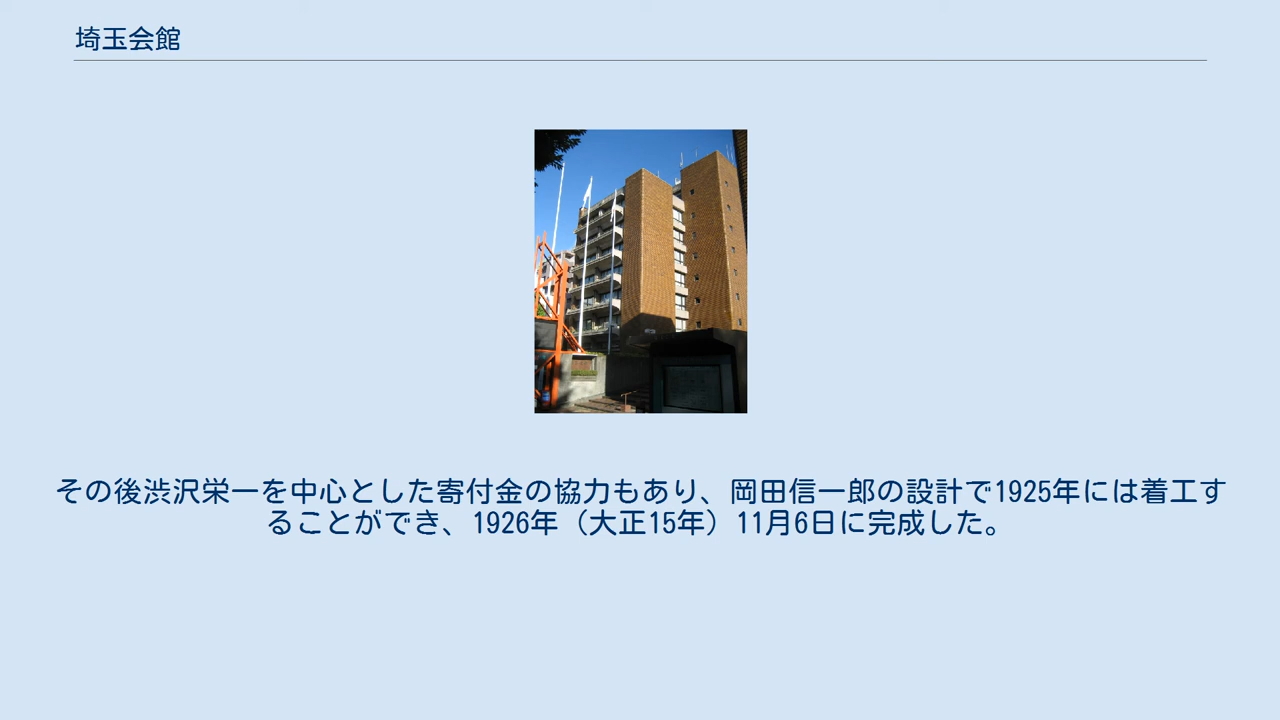 埼玉会館
その後渋沢栄一を中心とした寄付金の協力もあり、岡田信一郎の設計で1925年には着工す
ることができ、1926年（大正15年）11月6日に完成した。